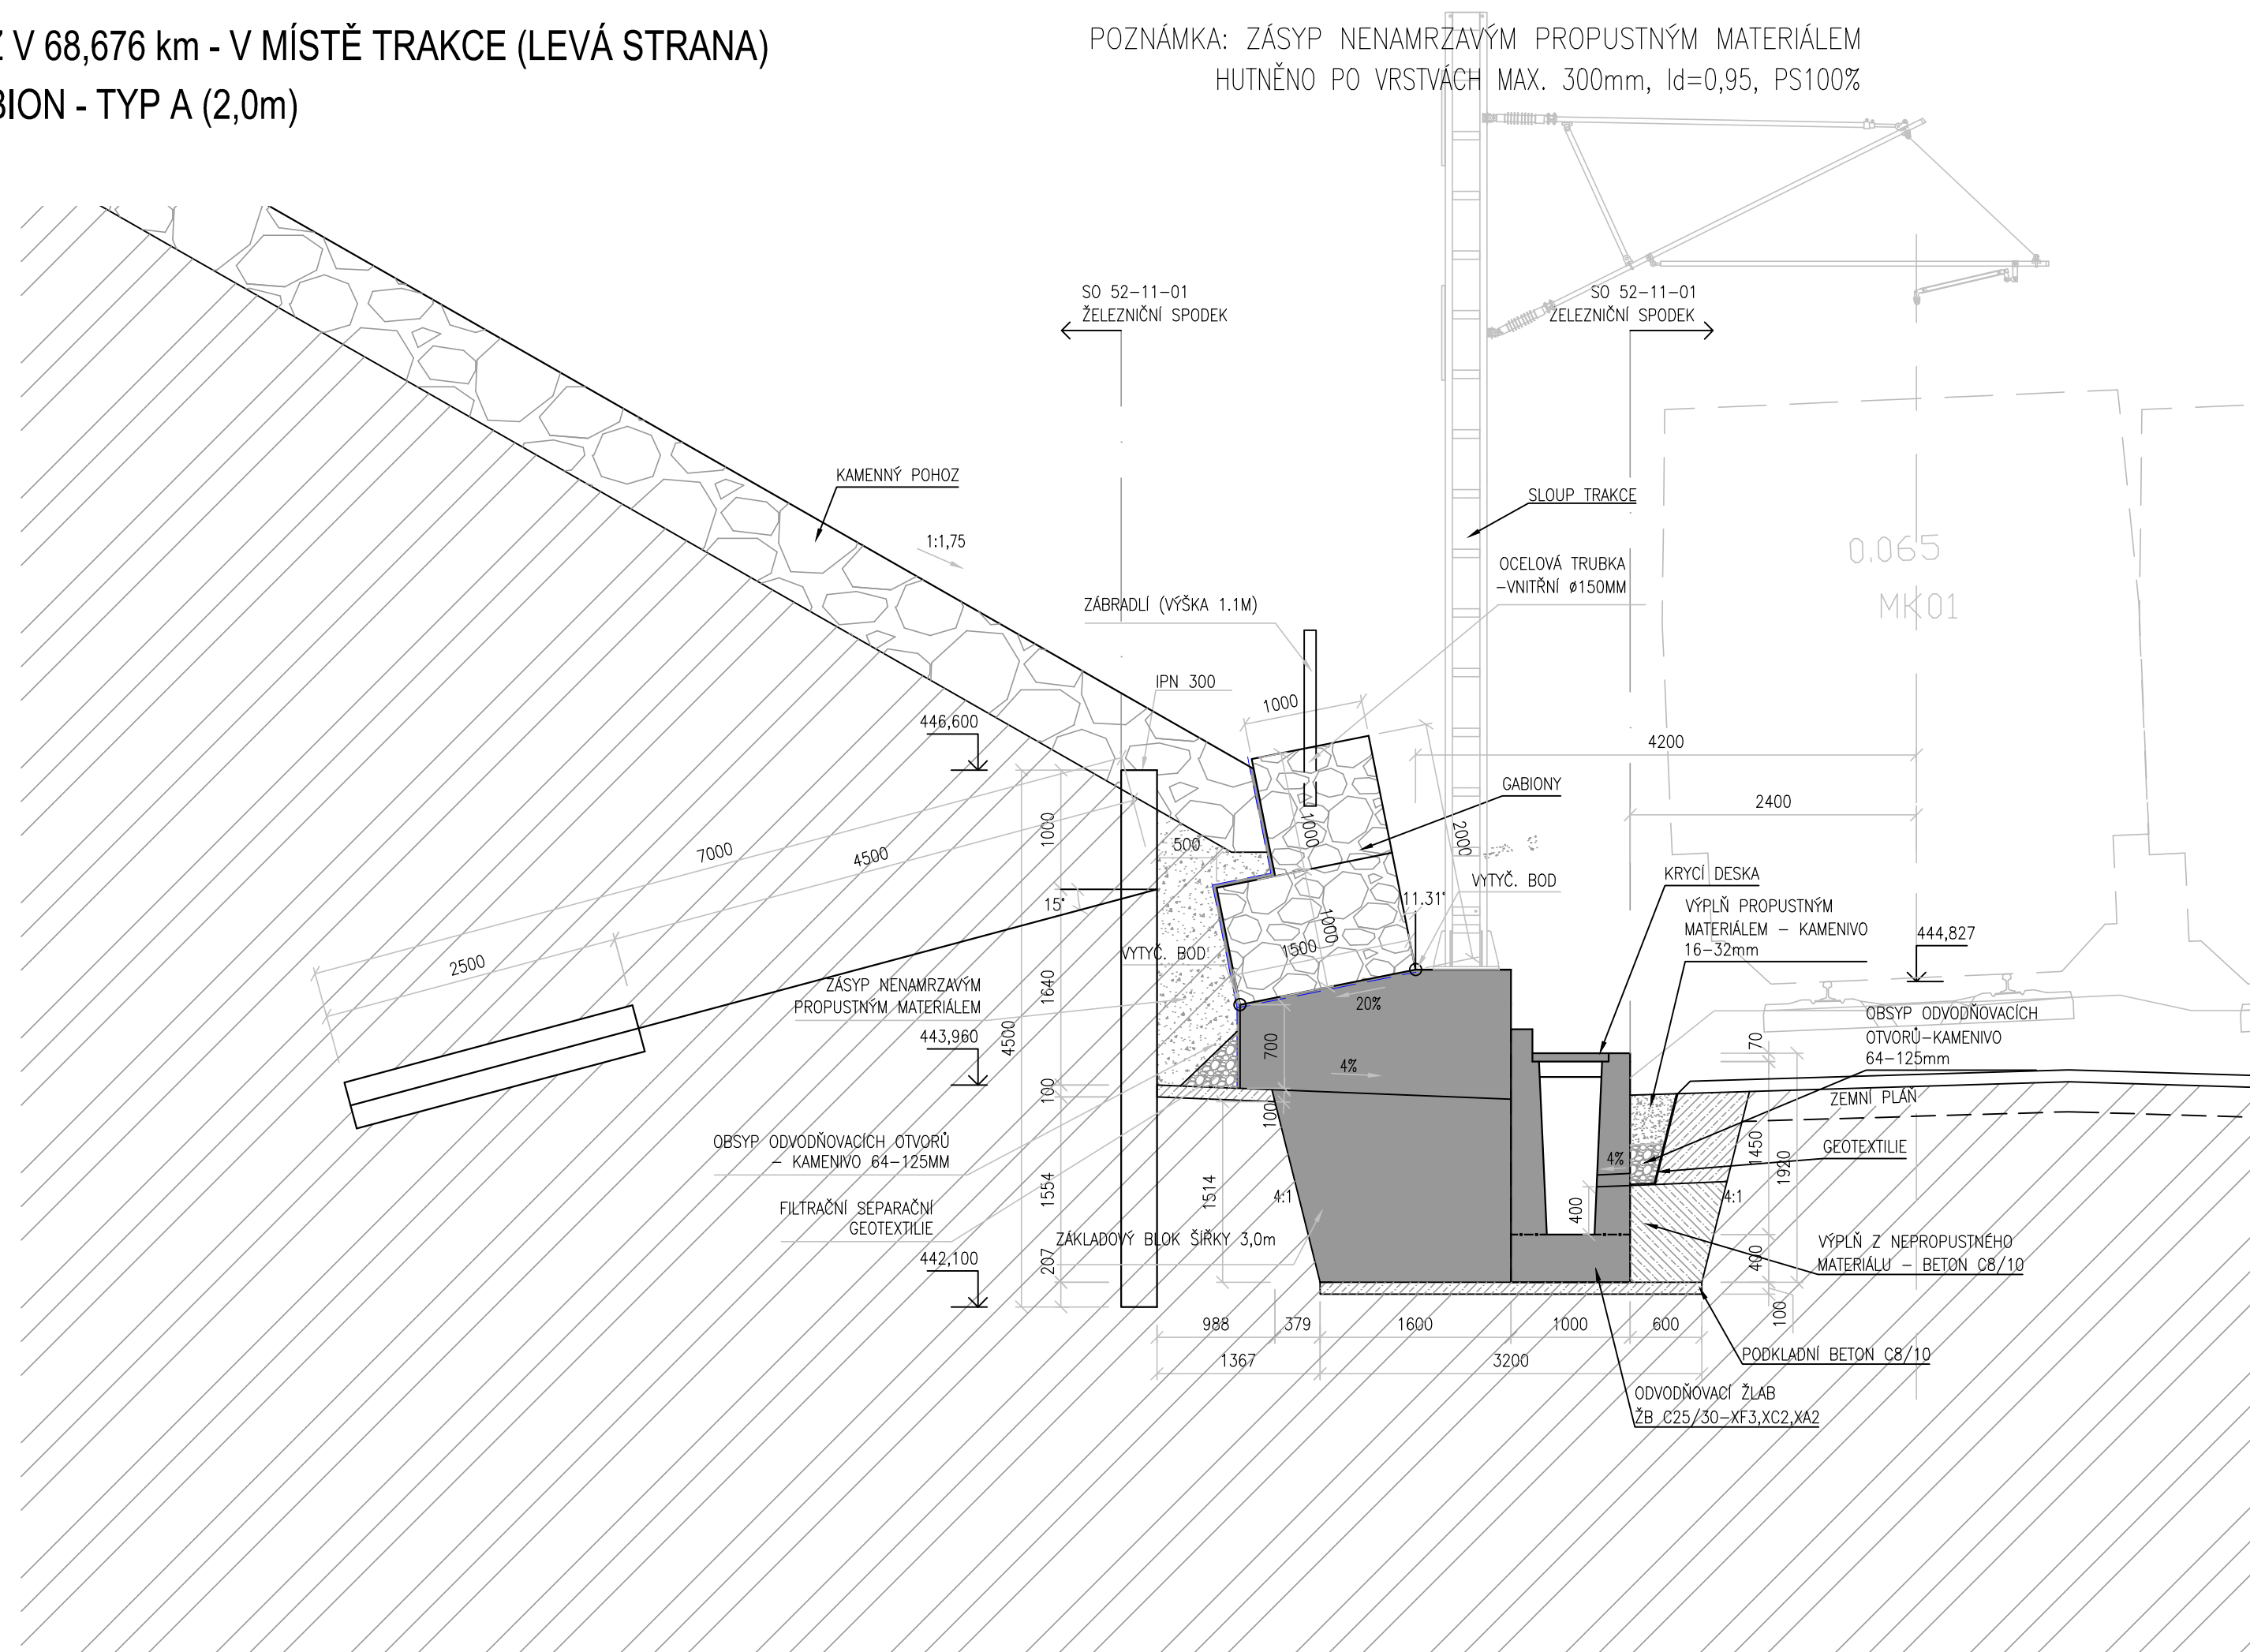 Z V 68,676 km - V MÍSTĚ TRAKCE (LEVÁ STRANA)
BION - TYP A (2,0m)
POZNÁMKA: ZÁSYP NENAMRZAVÝM PROPUSTNÝM MATERIÁLEM
HUTNĚNO PO VRSTVÁCH MAX. 300mm, Id=0,95, PS100%
SO 52-11-01
ŽELEZNIČNÍ SPODEK
SO 52-11-01
ŽELEZNIČNÍ SPODEK
KAMENNÝ POHOZ
1:1,75
SLOUP TRAKCE
OCELOVÁ TRUBKA
-VNITŘNÍ ø150MM
0.065
MK01
ZÁBRADLÍ (VÝŠKA 1.1M)
IPN 300
1000
446,600
4200
GABIONY
2400
1000
7000
4500
2500
500
1000
2000
15°
11.31°
VYTYČ. BOD
KRYCÍ DESKA
VÝPLŇ PROPUSTNÝM
MATERIÁLEM - KAMENIVO
16-32mm
444,827
VYTYČ. BOD
1500
1000
20%
ZÁSYP NENAMRZAVÝM
PROPUSTNÝM MATERIÁLEM
1640
4500
443,960
700
4%
70
OBSYP ODVODŇOVACÍCH
OTVORŮ-KAMENIVO
64-125mm
ZEMNÍ PLÁŇ
100
100
OBSYP ODVODŇOVACÍCH OTVORŮ
- KAMENIVO 64-125MM
4%
1450
1920
GEOTEXTILIE
1554
1514
4:1
4:1
400
FILTRAČNÍ SEPARAČNÍ
GEOTEXTILIE
ZÁKLADOVÝ BLOK ŠÍŘKY 3,0m
VÝPLŇ Z NEPROPUSTNÉHO
MATERIÁLU - BETON C8/10
442,100
207
400
100
988
379
1600
1000
600
1367
3200
PODKLADNÍ BETON C8/10
ODVODŇOVACÍ ŽLAB
ŽB C25/30-XF3,XC2,XA2